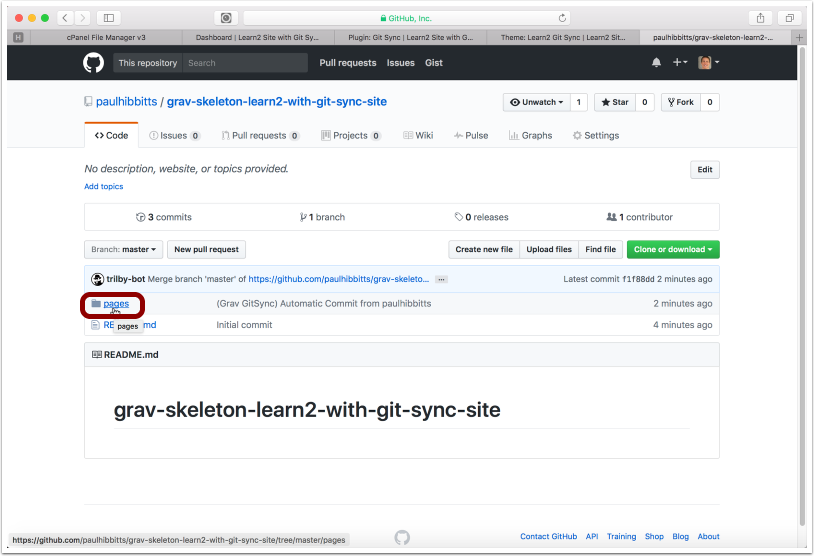 GitHub, Inc.
H
cPanel File Manager v3
Dashboard | Learn2 Site with Git Sy...
Plugin: Git Sync | Learn2 Site with G...
Theme: Learn2 Git Sync | Learn2 Sit...
paulhibbitts/grav-skeleton-learn2-...
+
This repository Search Pull requests Issues Gist
paulhibbitts / grav-skeleton-learn2-with-git-sync-site
Unwatch 1 Star 0 Fork 0
Code Issues 0 Pull requests 0 Projects 0 Wiki Pulse Graphs Settings
No description, website, or topics provided. Edit
Add topics
3 commits 1 branch 0 releases 1 contributor
Branch: master New pull request Create new file Upload files Find file Clone or download
trilby-bot Merge branch 'master' of https://github.com/paulhibbitts/grav-skeleto... ... Latest commit f1f88dd 2 minutes ago
pages (Grav GitSync) Automatic Commit from paulhibbitts 2 minutes ago
pages
Initial commit 4 minutes ago
README.md
grav-skeleton-learn2-with-git-sync-site
Contact GitHub API Training Shop Blog About
https://github.com/paulhibbitts/grav-skeleton-learn2-with-git-sync-site/tree/master/pages